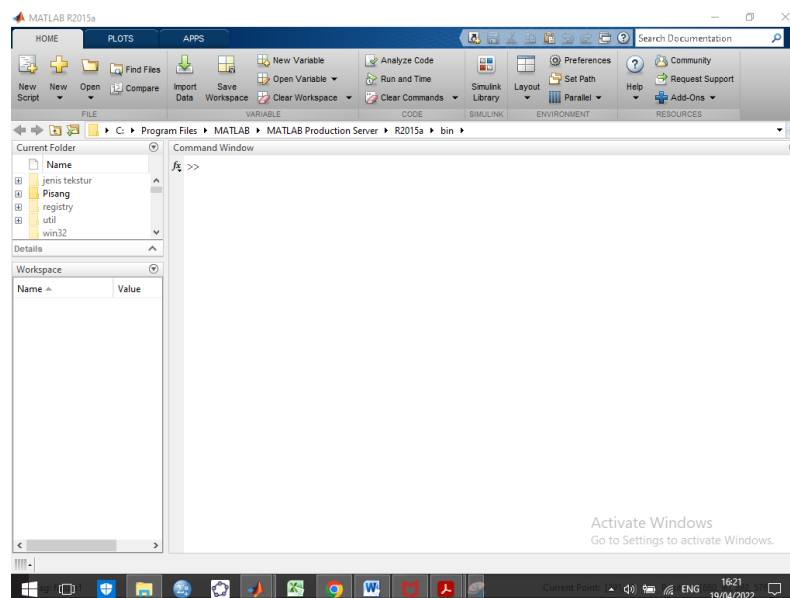 MATLAB R2015a
HOME PLOTS APPS Search Documentation
New Script New Open Find Files Compare Import Data Save Workspace New Variable Open Variable Clear Workspace Analyze Code Run and Time Clear Commands Simulink Library Layout Preferences Set Path Parallel Help Community Request Support Add-Ons
FILE VARIABLE CODE SIMULINK ENVIRONMENT RESOURCES
C: Program Files MATLAB MATLAB Production Server R2015a bin
Current Folder
Name
jenis tekstur
Pisang
registry
util
win32
Details
Workspace
Name Value
Command Window
fx >>
Activate Windows
Go to Settings to activate Windows.
Current Point:
ENG
16:21
19/04/2022